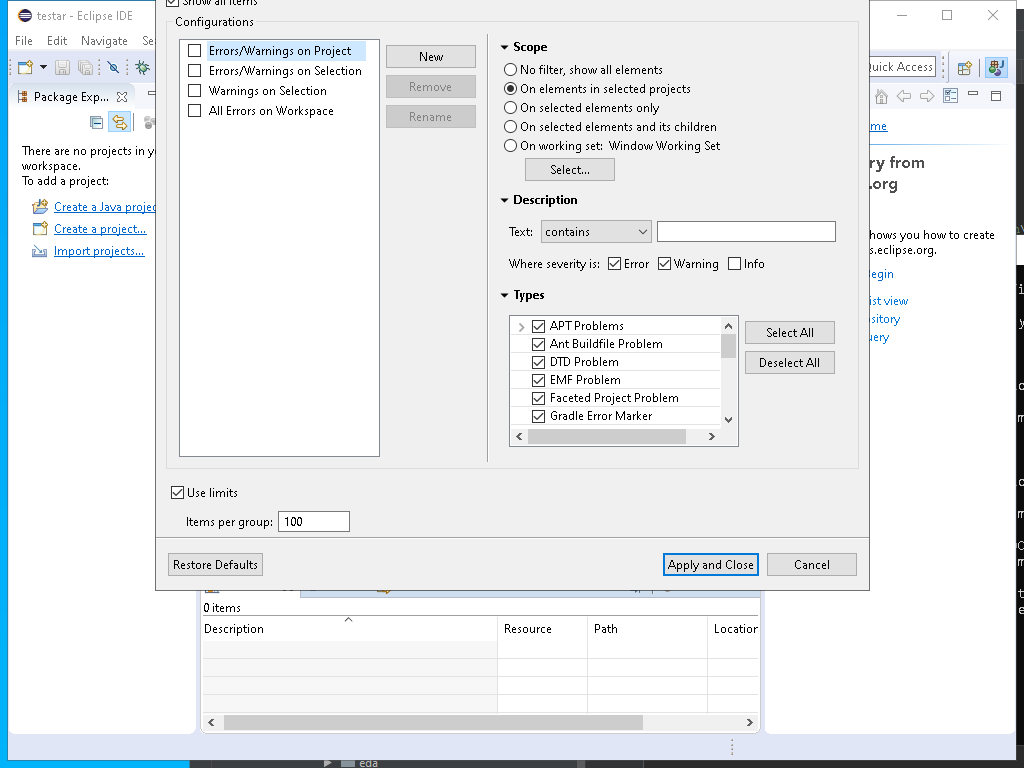 Show all items
testar - Eclipse IDE
Configurations
File Edit Navigate Se
Errors/Warnings on Project
Errors/Warnings on Selection
Warnings on Selection
All Errors on Workspace
New
Remove
Rename
Scope
No filter, show all elements
On elements in selected projects
On selected elements only
On selected elements and its children
On working set: Window Working Set
Select...
Description
Text: contains
Where severity is: Error Warning Info
Types
APT Problems
Ant Buildfile Problem
DTD Problem
EMF Problem
Faceted Project Problem
Gradle Error Marker
Select All
Deselect All
Use limits
Items per group: 100
Restore Defaults
Apply and Close
Cancel
Quick Access
Package Exp...
There are no projects in y
workspace.
To add a project:
Create a Java projec
Create a project...
Import projects...
me
ry from
.org
hows you how to create
s.eclipse.org.
egin
ist view
sitory
uery
0 items
Description Resource Path Location
eda